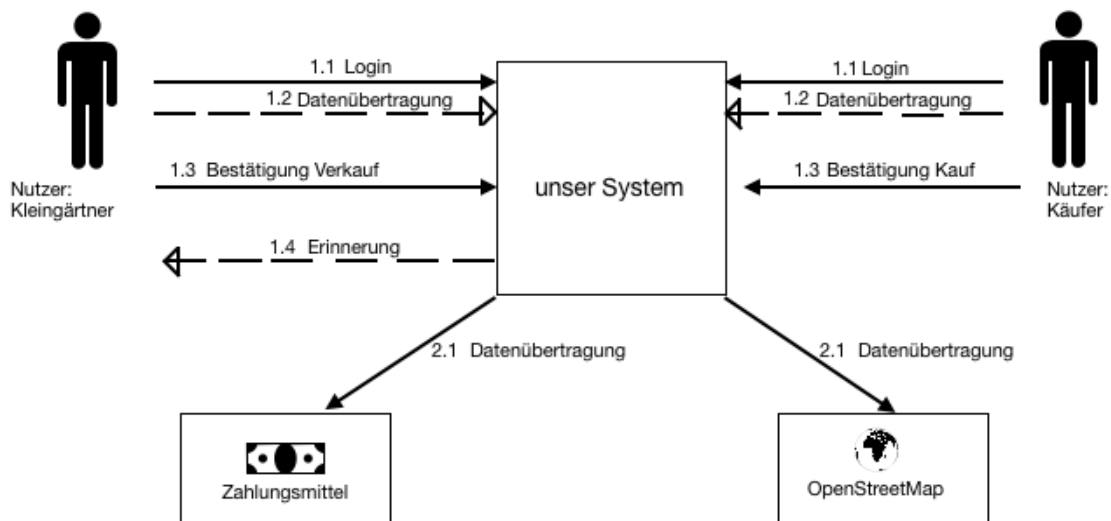 1.1 Login
1.2 Datenübertragung
1.3 Bestätigung Verkauf
1.4 Erinnerung
Nutzer:
Kleingärtner
unser System
1.1 Login
1.2 Datenübertragung
1.3 Bestätigung Kauf
Nutzer:
Käufer
2.1 Datenübertragung
2.1 Datenübertragung
Zahlungsmittel
OpenStreetMap